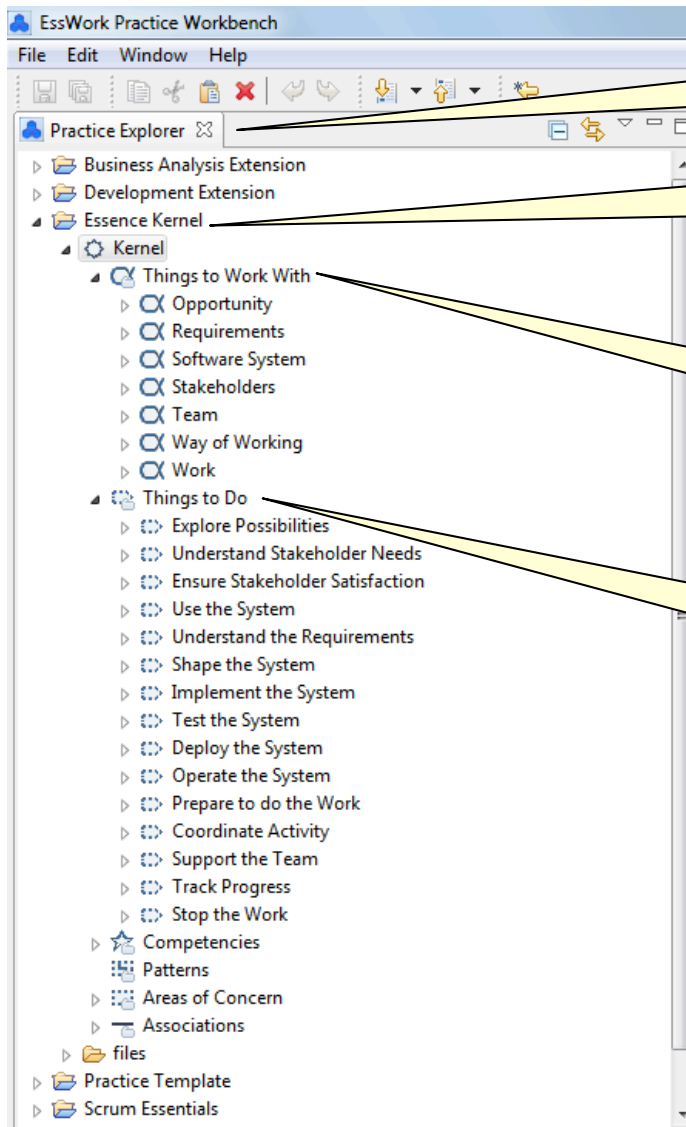 EssWork Practice Workbench
File Edit Window Help
Practice Explorer
Business Analysis Extension
Development Extension
Essence Kernel
Kernel
Things to Work With
Opportunity
Requirements
Software System
Stakeholders
Team
Way of Working
Work
Things to Do
Explore Possibilities
Understand Stakeholder Needs
Ensure Stakeholder Satisfaction
Use the System
Understand the Requirements
Shape the System
Implement the System
Test the System
Deploy the System
Operate the System
Prepare to do the Work
Coordinate Activity
Support the Team
Track Progress
Stop the Work
Competencies
Patterns
Areas of Concern
Associations
files
Practice Template
Scrum Essentials